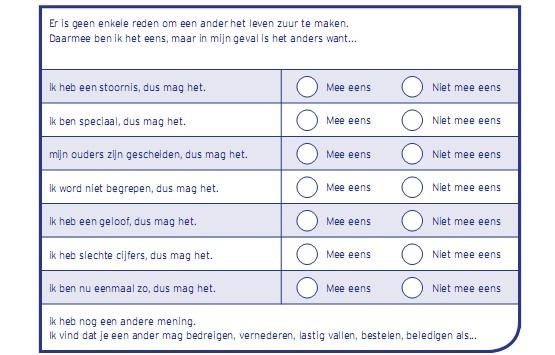 Er is geen enkele reden om een ander het leven zuur te maken.
Daarmee ben ik het eens, maar in mijn geval is het anders want...
ik heb een stoornis, dus mag het. Mee eens Niet mee eens
ik ben speciaal, dus mag het. Mee eens Niet mee eens
mijn ouders zijn gescheiden, dus mag het. Mee eens Niet mee eens
ik word niet begrepen, dus mag het. Mee eens Niet mee eens
ik heb een geloof, dus mag het. Mee eens Niet mee eens
ik heb slechte cijfers, dus mag het. Mee eens Niet mee eens
ik ben nu eenmaal zo, dus mag het. Mee eens Niet mee eens
ik heb nog een andere mening.
Ik vind dat je een ander mag bedreigen, vernederen, lastig vallen, bestelen, beledigen als...